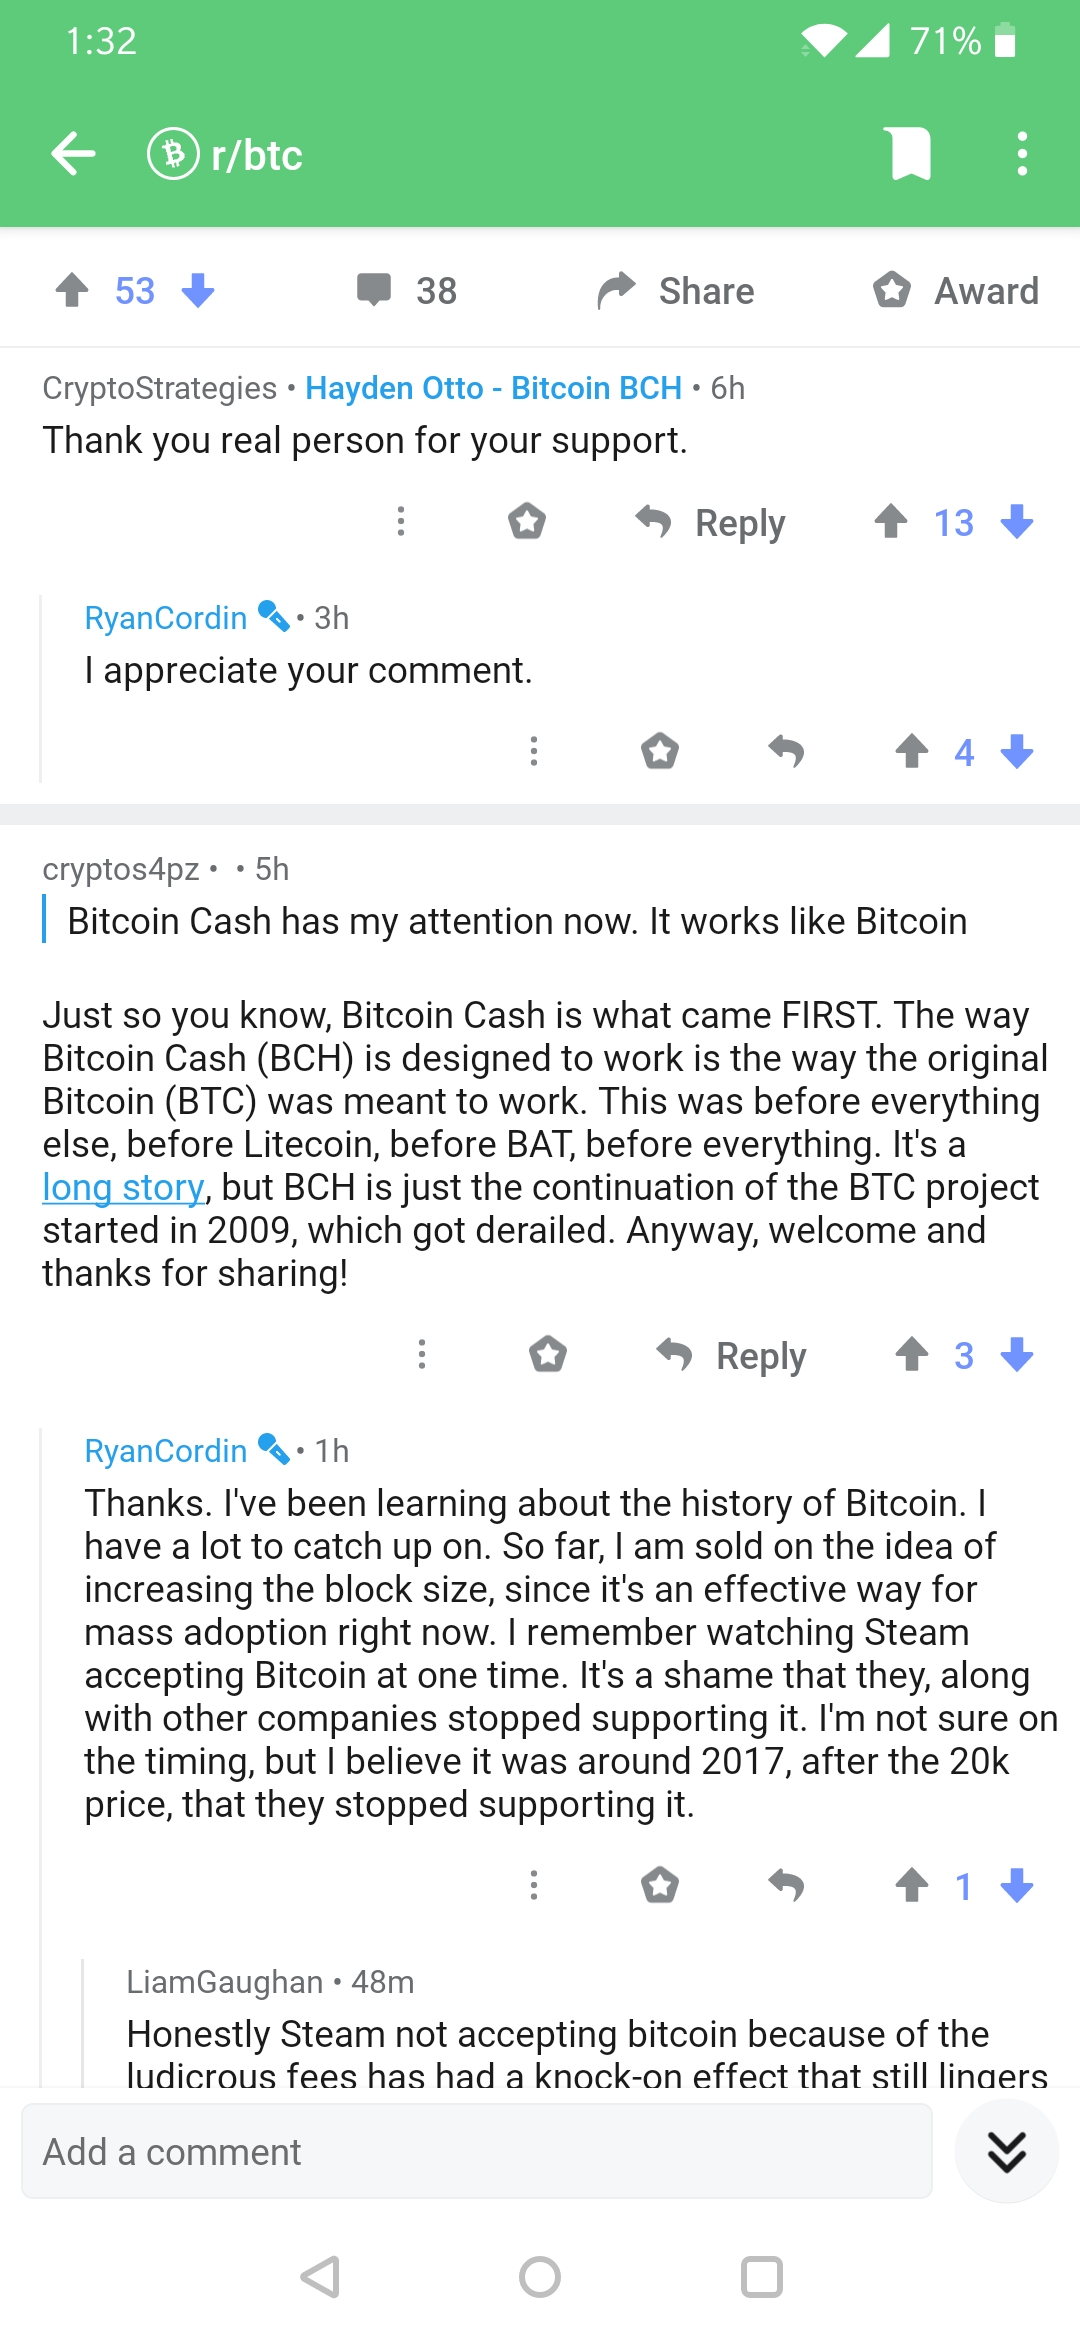 1:32
71%
r/btc
53
38
Share
Award
CryptoStrategies • Hayden Otto - Bitcoin BCH • 6h
Thank you real person for your support.
Reply
13
RyanCordin • 3h
I appreciate your comment.
4
cryptos4pz • • 5h
Bitcoin Cash has my attention now. It works like Bitcoin
Just so you know, Bitcoin Cash is what came FIRST. The way
Bitcoin Cash (BCH) is designed to work is the way the original
Bitcoin (BTC) was meant to work. This was before everything
else, before Litecoin, before BAT, before everything. It's a
long story, but BCH is just the continuation of the BTC project
started in 2009, which got derailed. Anyway, welcome and
thanks for sharing!
Reply
3
RyanCordin • 1h
Thanks. I've been learning about the history of Bitcoin. I
have a lot to catch up on. So far, I am sold on the idea of
increasing the block size, since it's an effective way for
mass adoption right now. I remember watching Steam
accepting Bitcoin at one time. It's a shame that they, along
with other companies stopped supporting it. I'm not sure on
the timing, but I believe it was around 2017, after the 20k
price, that they stopped supporting it.
1
LiamGaughan • 48m
Honestly Steam not accepting bitcoin because of the
ludicrous fees has had a knock-on effect that still lingers
Add a comment